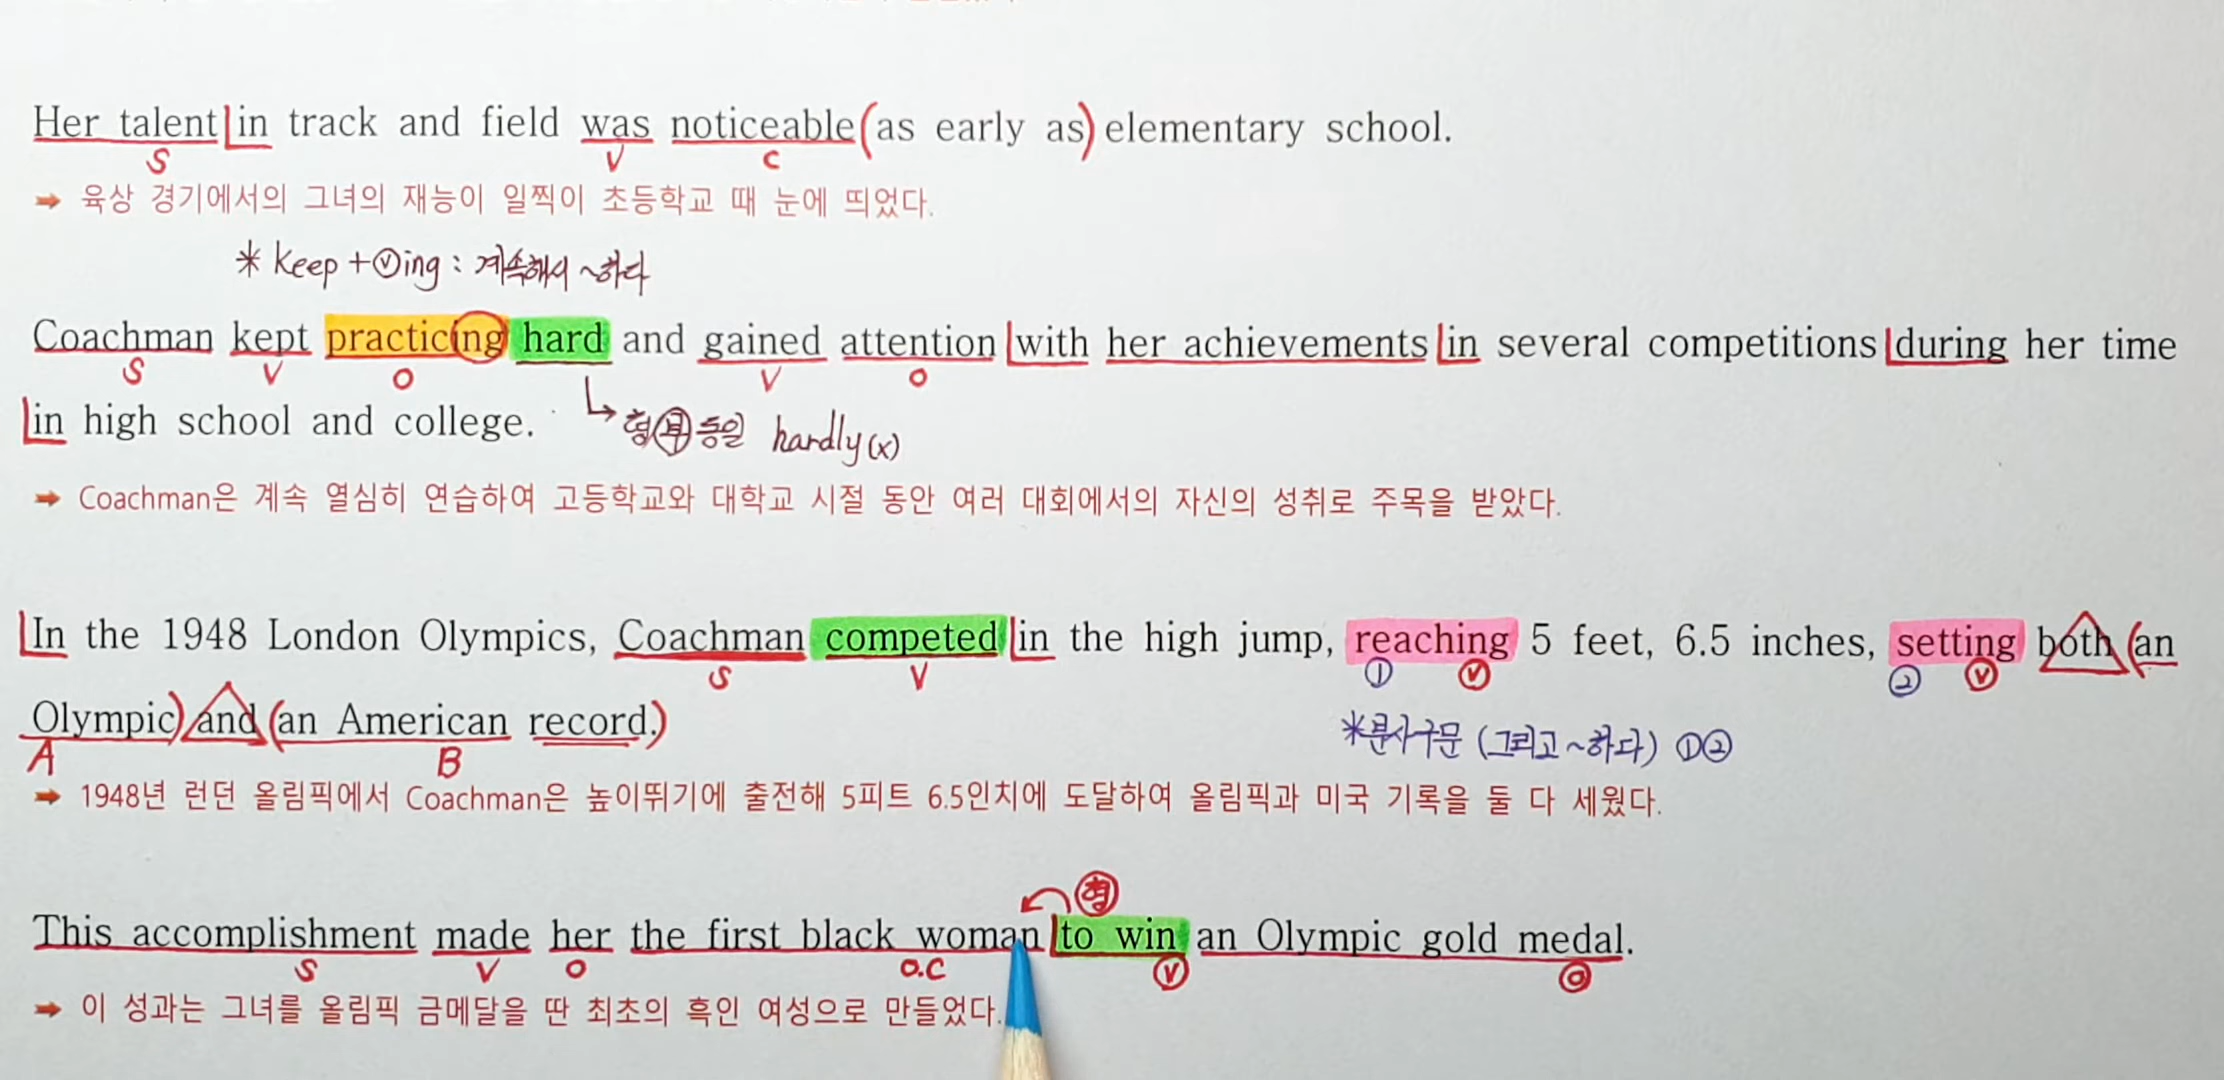 Her talent in track and field was noticeable (as early as) elementary school.
S V C
➡ 육상 경기에서의 그녀의 재능이 일찍이 초등학교 때 눈에 띄었다.
* keep + ⓥing : 계속해서 ~하다
Coachman kept practicing hard and gained attention with her achievements in several competitions during her time
S V O V O
in high school and college.
↳ 형㉾동일 hardly(x)
➡ Coachman은 계속 열심히 연습하여 고등학교와 대학교 시절 동안 여러 대회에서의 자신의 성취로 주목을 받았다.
In the 1948 London Olympics, Coachman competed in the high jump, reaching 5 feet, 6.5 inches, setting both (an
S V ① ⓥ ② ⓥ
Olympic) and (an American record.)
A B
*분사구문 (그리고 ~하다) ①②
➡ 1948년 런던 올림픽에서 Coachman은 높이뛰기에 출전해 5피트 6.5인치에 도달하여 올림픽과 미국 기록을 둘 다 세웠다.
형
This accomplishment made her the first black woman to win an Olympic gold medal.
S V O O.C ⓥ ⓞ
➡ 이 성과는 그녀를 올림픽 금메달을 딴 최초의 흑인 여성으로 만들었다.